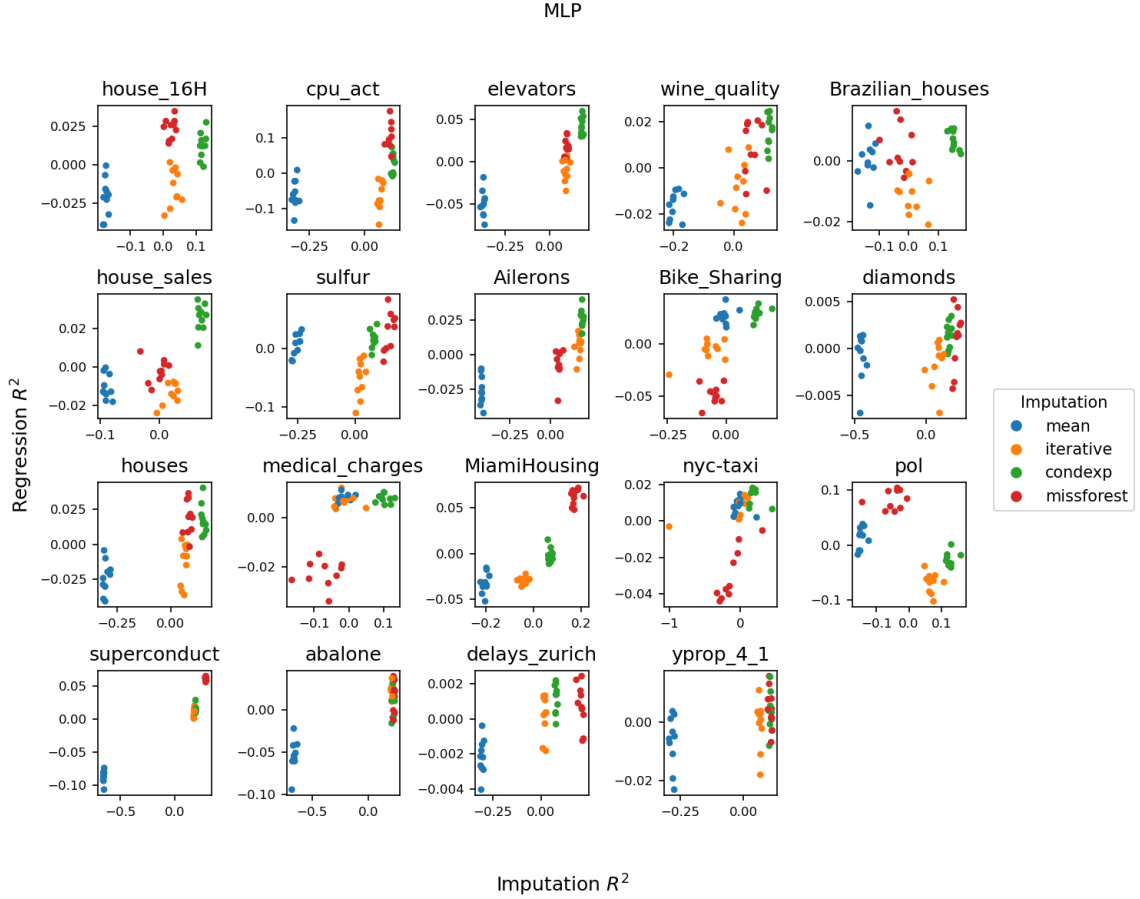 MLP
house_16H
cpu_act
elevators
wine_quality
Brazilian_houses
0.025
0.000
−0.025
−0.1 0.0 0.1
0.1
0.0
−0.1
−0.25 0.00
0.05
0.00
−0.05
0.0
0.02
0.00
−0.02
−0.2 0.0
0.00
−0.02
−0.1 0.0 0.1
house_sales
sulfur
Ailerons
Bike_Sharing
diamonds
0.02
0.00
−0.02
−0.1 0.0
0.0
−0.1
−0.25 0.00
0.025
0.000
−0.025
0.0
0.00
−0.05
0.00
0.005
0.000
−0.005
−0.5 0.0
houses
medical_charges
MiamiHousing
nyc-taxi
pol
0.025
0.000
−0.025
−0.25 0.00
0.00
−0.02
−0.1 0.0 0.1
0.05
0.00
−0.05
−0.2 0.0 0.2
0.02
0.00
−0.02
−0.04
−1 0
0.1
0.0
−0.1
−0.1 0.0 0.1
superconduct
abalone
delays_zurich
yprop_4_1
0.05
0.00
−0.05
−0.10
−0.5 0.0
0.00
−0.05
−0.10
−0.5 0.0
0.002
0.000
−0.002
−0.004
−0.25 0.00
0.00
−0.02
−0.25 0.00
Regression R²
Imputation R²
Imputation
mean
iterative
condexp
missforest